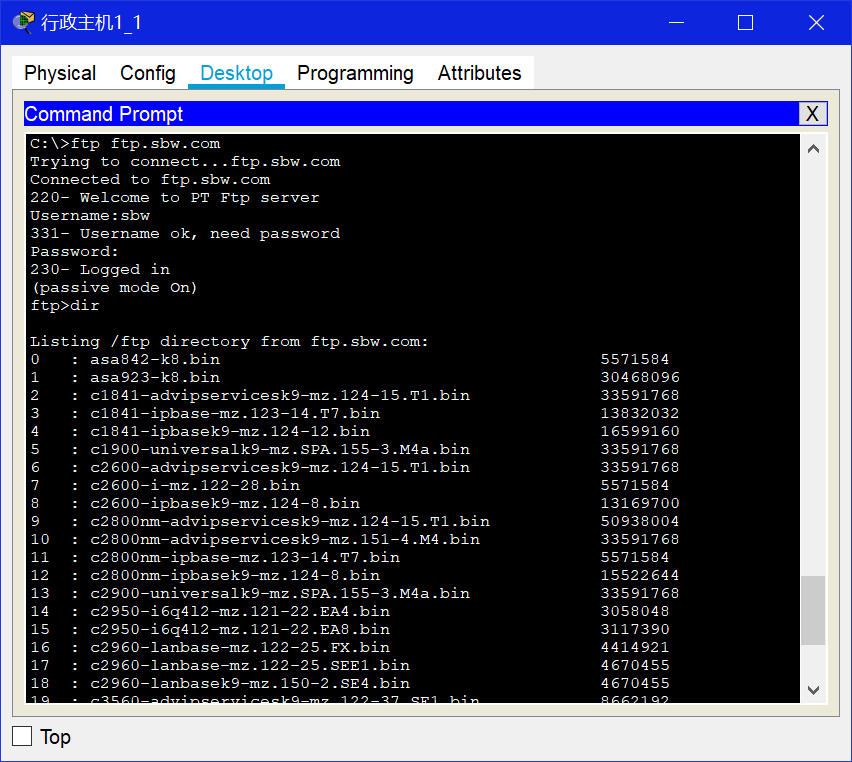 行政主机1_1
Physical Config Desktop Programming Attributes
Command Prompt X
C:\>ftp ftp.sbw.com
Trying to connect...ftp.sbw.com
Connected to ftp.sbw.com
220- Welcome to PT Ftp server
Username:sbw
331- Username ok, need password
Password:
230- Logged in
(passive mode On)
ftp>dir
Listing /ftp directory from ftp.sbw.com:
0 : asa842-k8.bin 5571584
1 : asa923-k8.bin 30468096
2 : c1841-advipservicesk9-mz.124-15.T1.bin 33591768
3 : c1841-ipbase-mz.123-14.T7.bin 13832032
4 : c1841-ipbasek9-mz.124-12.bin 16599160
5 : c1900-universalk9-mz.SPA.155-3.M4a.bin 33591768
6 : c2600-advipservicesk9-mz.124-15.T1.bin 33591768
7 : c2600-i-mz.122-28.bin 5571584
8 : c2600-ipbasek9-mz.124-8.bin 13169700
9 : c2800nm-advipservicesk9-mz.124-15.T1.bin 50938004
10 : c2800nm-advipservicesk9-mz.151-4.M4.bin 33591768
11 : c2800nm-ipbase-mz.123-14.T7.bin 5571584
12 : c2800nm-ipbasek9-mz.124-8.bin 15522644
13 : c2900-universalk9-mz.SPA.155-3.M4a.bin 33591768
14 : c2950-i6q4l2-mz.121-22.EA4.bin 3058048
15 : c2950-i6q4l2-mz.121-22.EA8.bin 3117390
16 : c2960-lanbase-mz.122-25.FX.bin 4414921
17 : c2960-lanbase-mz.122-25.SEE1.bin 4670455
18 : c2960-lanbasek9-mz.150-2.SE4.bin 4670455
19 : c3560-advipservicesk9-mz.122-37.SE1.bin 8662192
Top